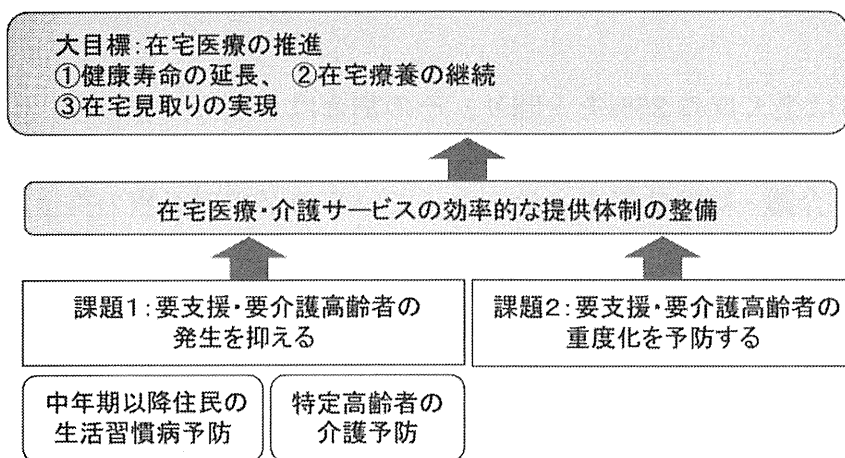 大目標:在宅医療の推進
①健康寿命の延長、 ②在宅療養の継続
③在宅見取りの実現
在宅医療・介護サービスの効率的な提供体制の整備
課題1:要支援・要介護高齢者の
発生を抑える
課題2:要支援・要介護高齢者の
重度化を予防する
中年期以降住民の
生活習慣病予防
特定高齢者の
介護予防